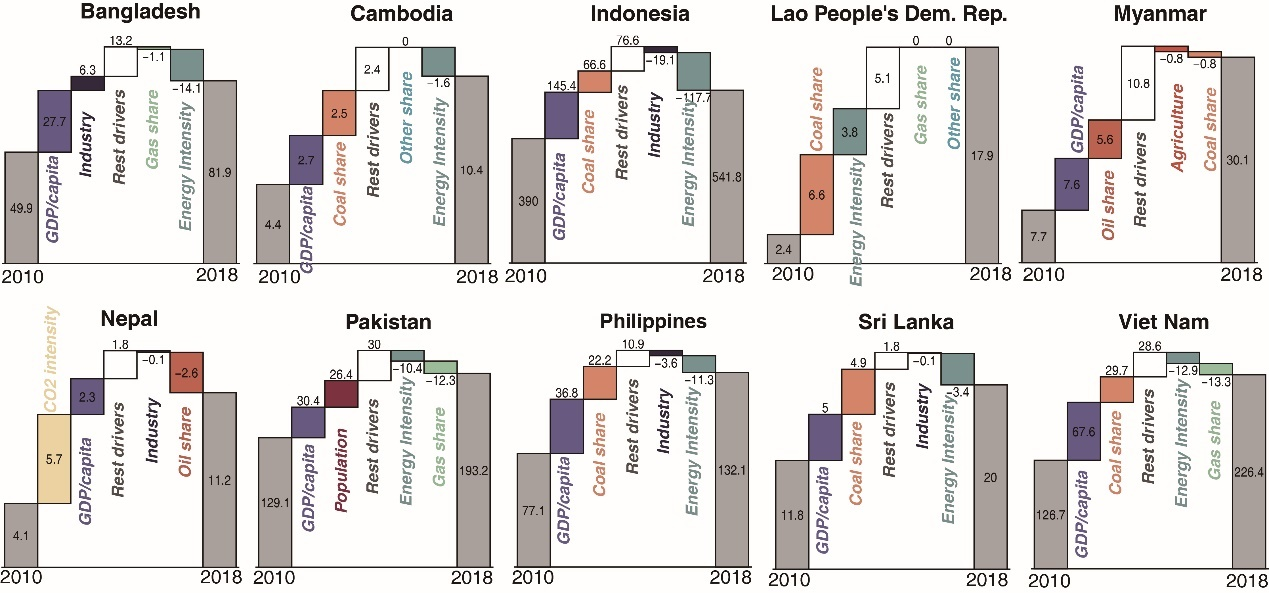 Bangladesh
49.9
27.7
GDP/capita
6.3
Industry
13.2
Rest drivers
−1.1
Gas share
−14.1
Energy Intensity
81.9
2010
2018
Cambodia
4.4
2.7
GDP/capita
2.5
Coal share
2.4
Rest drivers
0
Other share
−1.6
Energy Intensity
10.4
2010
2018
Indonesia
390
145.4
GDP/capita
66.6
Coal share
76.6
Rest drivers
−19.1
Industry
−117.7
Energy Intensity
541.8
2010
2018
Lao People's Dem. Rep.
2.4
6.6
Coal share
3.8
Energy Intensity
5.1
Rest drivers
0
Gas share
0
Other share
17.9
2010
2018
Myanmar
7.7
7.6
GDP/capita
5.6
Oil share
10.8
Rest drivers
−0.8
Agriculture
−0.8
Coal share
30.1
2010
2018
Nepal
4.1
5.7
CO2 intensity
2.3
GDP/capita
1.8
Rest drivers
−0.1
Industry
−2.6
Oil share
11.2
2010
2018
Pakistan
129.1
30.4
GDP/capita
26.4
Population
30
Rest drivers
−10.4
Energy Intensity
−12.3
Gas share
193.2
2010
2018
Philippines
77.1
36.8
GDP/capita
22.2
Coal share
10.9
Rest drivers
−3.6
Industry
−11.3
Energy Intensity
132.1
2010
2018
Sri Lanka
11.8
5
GDP/capita
4.9
Coal share
1.8
Rest drivers
−0.1
Industry
−3.4
Energy Intensity
20
2010
2018
Viet Nam
126.7
67.6
GDP/capita
29.7
Coal share
28.6
Rest drivers
−12.9
Energy Intensity
−13.3
Gas share
226.4
2010
2018